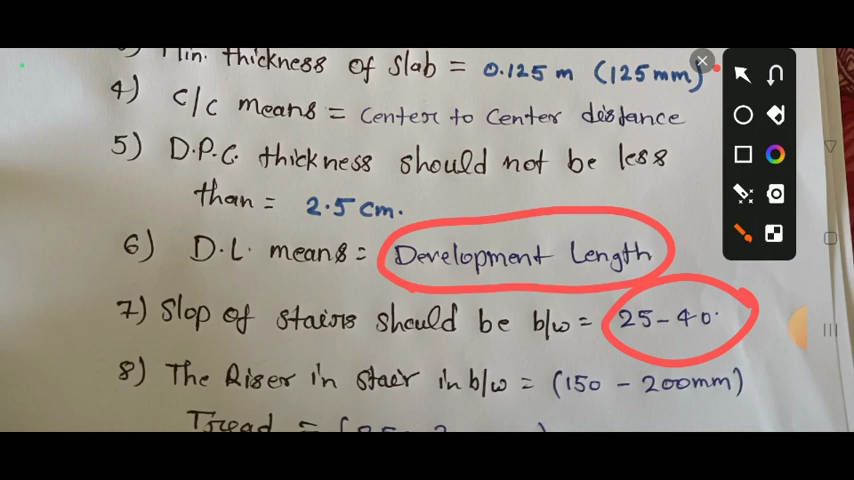 Min. thickness of slab = 0.125 m (125mm)
4) C/C means = Center to Center distance
5) D.P.C. thickness should not be less
than = 2.5 cm.
6) D.L. means = Development Length
7) Slop of stairs should be b/w = 25-40.
8) The Riser in stair in b/w = (150 - 200mm)
Tread =